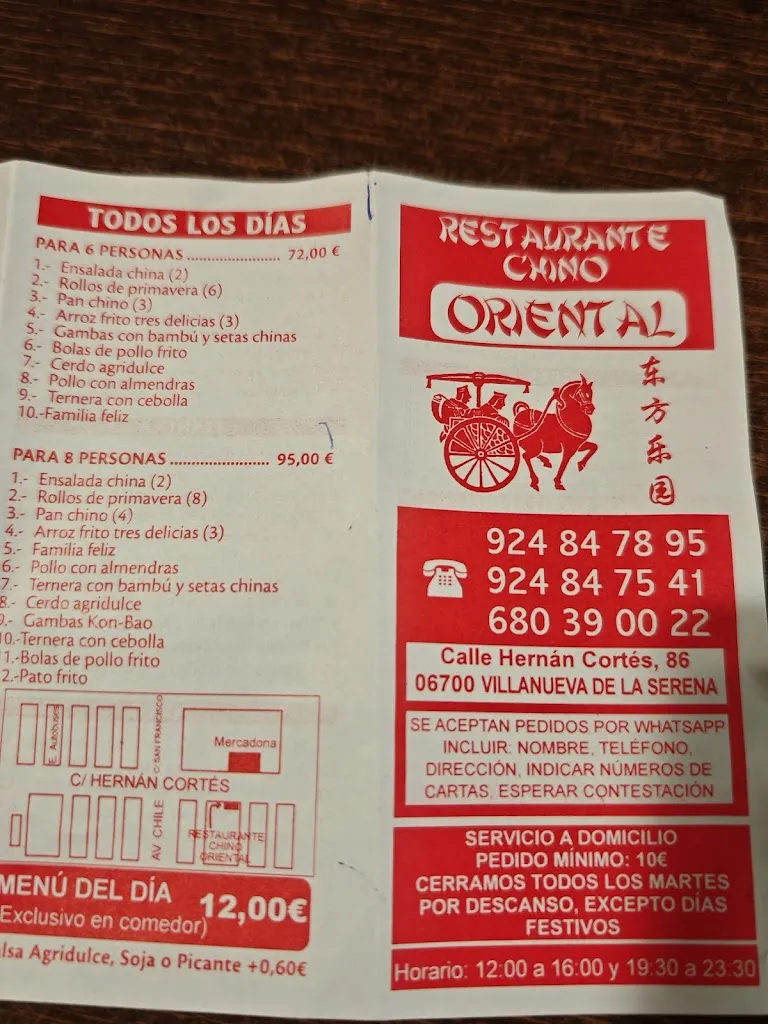 TODOS LOS DÍAS
PARA 6 PERSONAS ........................ 72,00 €
1.- Ensalada china (2)
2.- Rollos de primavera (6)
3.- Pan chino (3)
4.- Arroz frito tres delicias (3)
5.- Gambas con bambú y setas chinas
6.- Bolas de pollo frito
7.- Cerdo agridulce
8.- Pollo con almendras
9.- Ternera con cebolla
10.-Familia feliz
PARA 8 PERSONAS .......................... 95,00 €
1.- Ensalada china (2)
2.- Rollos de primavera (8)
3.- Pan chino (4)
4.- Arroz frito tres delicias (3)
5.- Familia feliz
6.- Pollo con almendras
7.- Ternera con bambú y setas chinas
8.- Cerdo agridulce
9.- Gambas Kon-Bao
10.-Ternera con cebolla
1.-Bolas de pollo frito
2.-Pato frito
E. Autobuses
C/ SAN FRANCISCO
Mercadona
C/ HERNÁN CORTÉS
AV. CHILE
RESTAURANTE
CHINO
ORIENTAL
MENÚ DEL DÍA 12,00€
Exclusivo en comedor)
lsa Agridulce, Soja o Picante +0,60€
RESTAURANTE
CHINO
ORIENTAL
东方乐园
924 84 78 95
924 84 75 41
680 39 00 22
Calle Hernán Cortés, 86
06700 VILLANUEVA DE LA SERENA
SE ACEPTAN PEDIDOS POR WHATSAPP
INCLUIR: NOMBRE, TELÉFONO,
DIRECCIÓN, INDICAR NÚMEROS DE
CARTAS, ESPERAR CONTESTACIÓN
SERVICIO A DOMICILIO
PEDIDO MÍNIMO: 10€
CERRAMOS TODOS LOS MARTES
POR DESCANSO, EXCEPTO DÍAS
FESTIVOS
Horario: 12:00 a 16:00 y 19:30 a 23:30